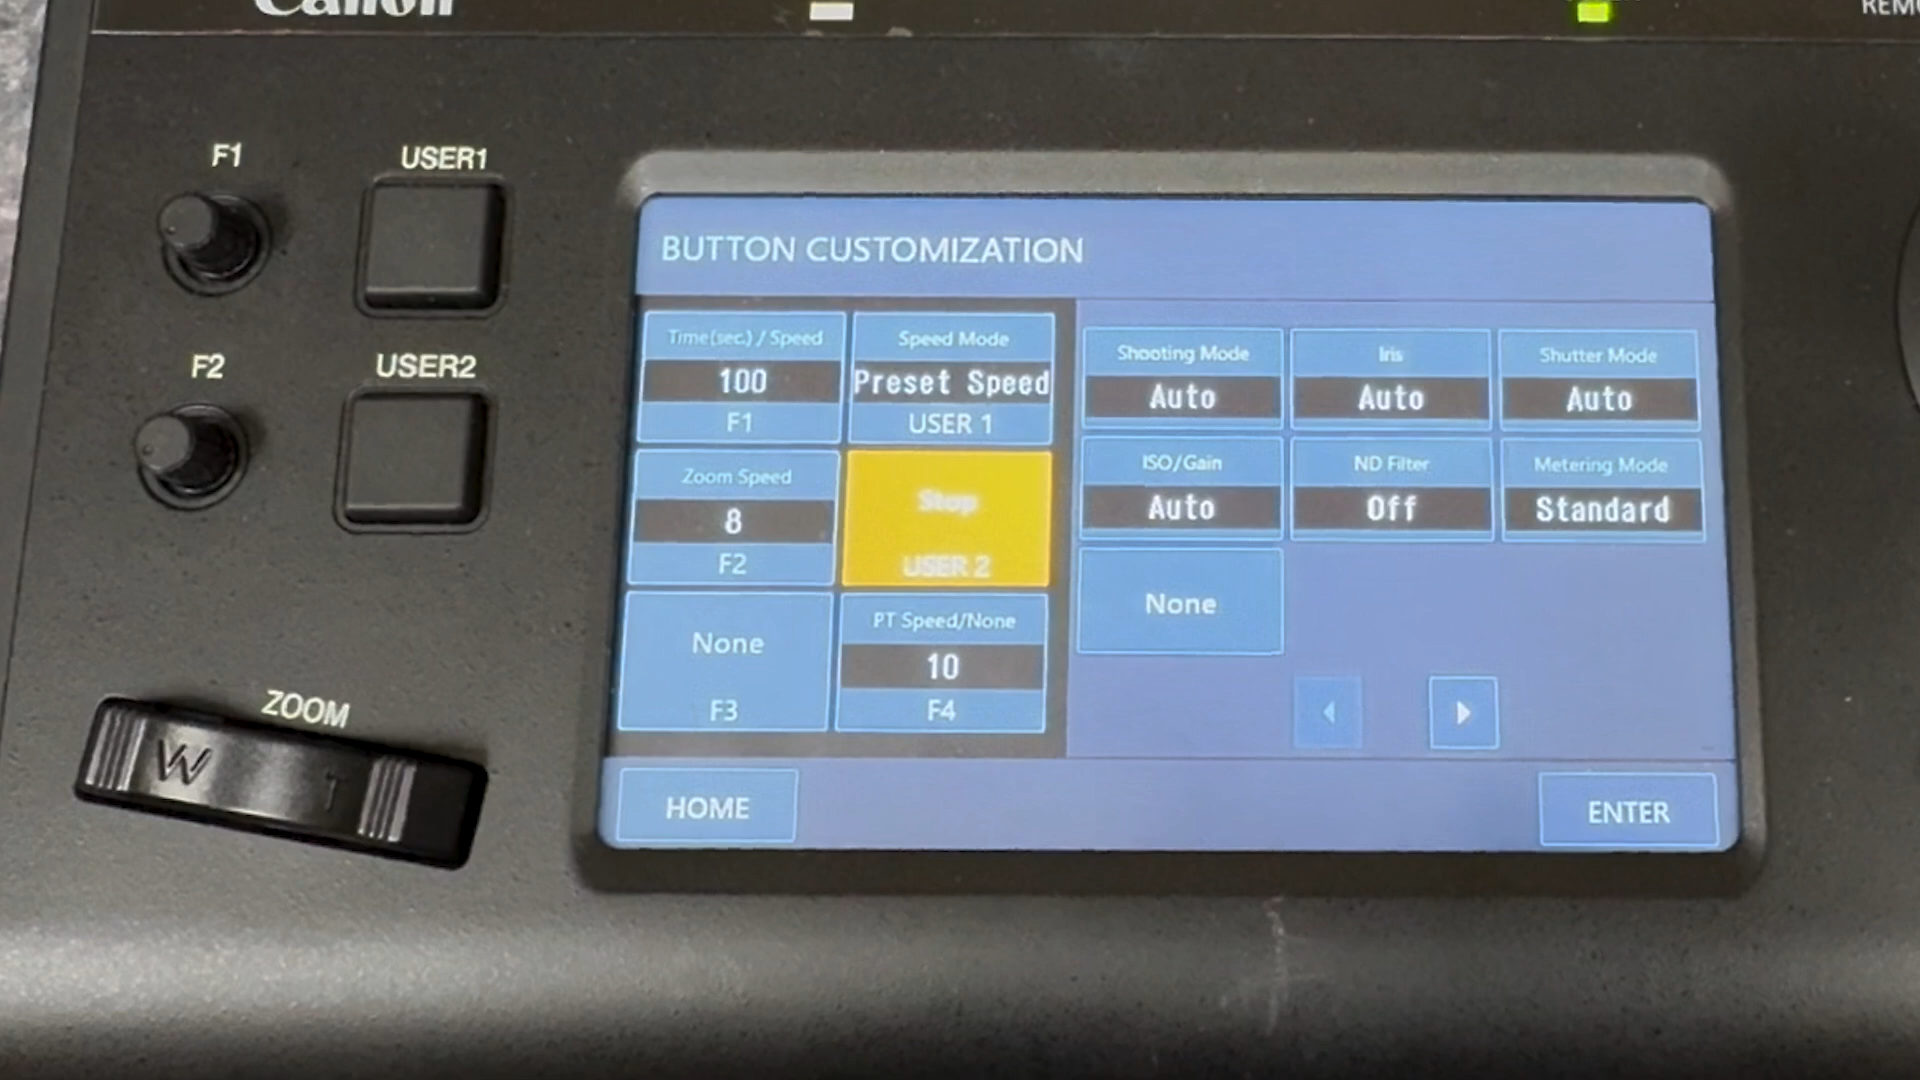 Canon
F1
USER1
F2
USER2
ZOOM
W T
BUTTON CUSTOMIZATION
Time(sec.) / Speed
100
F1
Speed Mode
Preset Speed
USER 1
Zoom Speed
8
F2
Stop
USER 2
None
F3
PT Speed/None
10
F4
Shooting Mode
Auto
Iris
Auto
Shutter Mode
Auto
ISO/Gain
Auto
ND Filter
Off
Metering Mode
Standard
None
HOME
ENTER